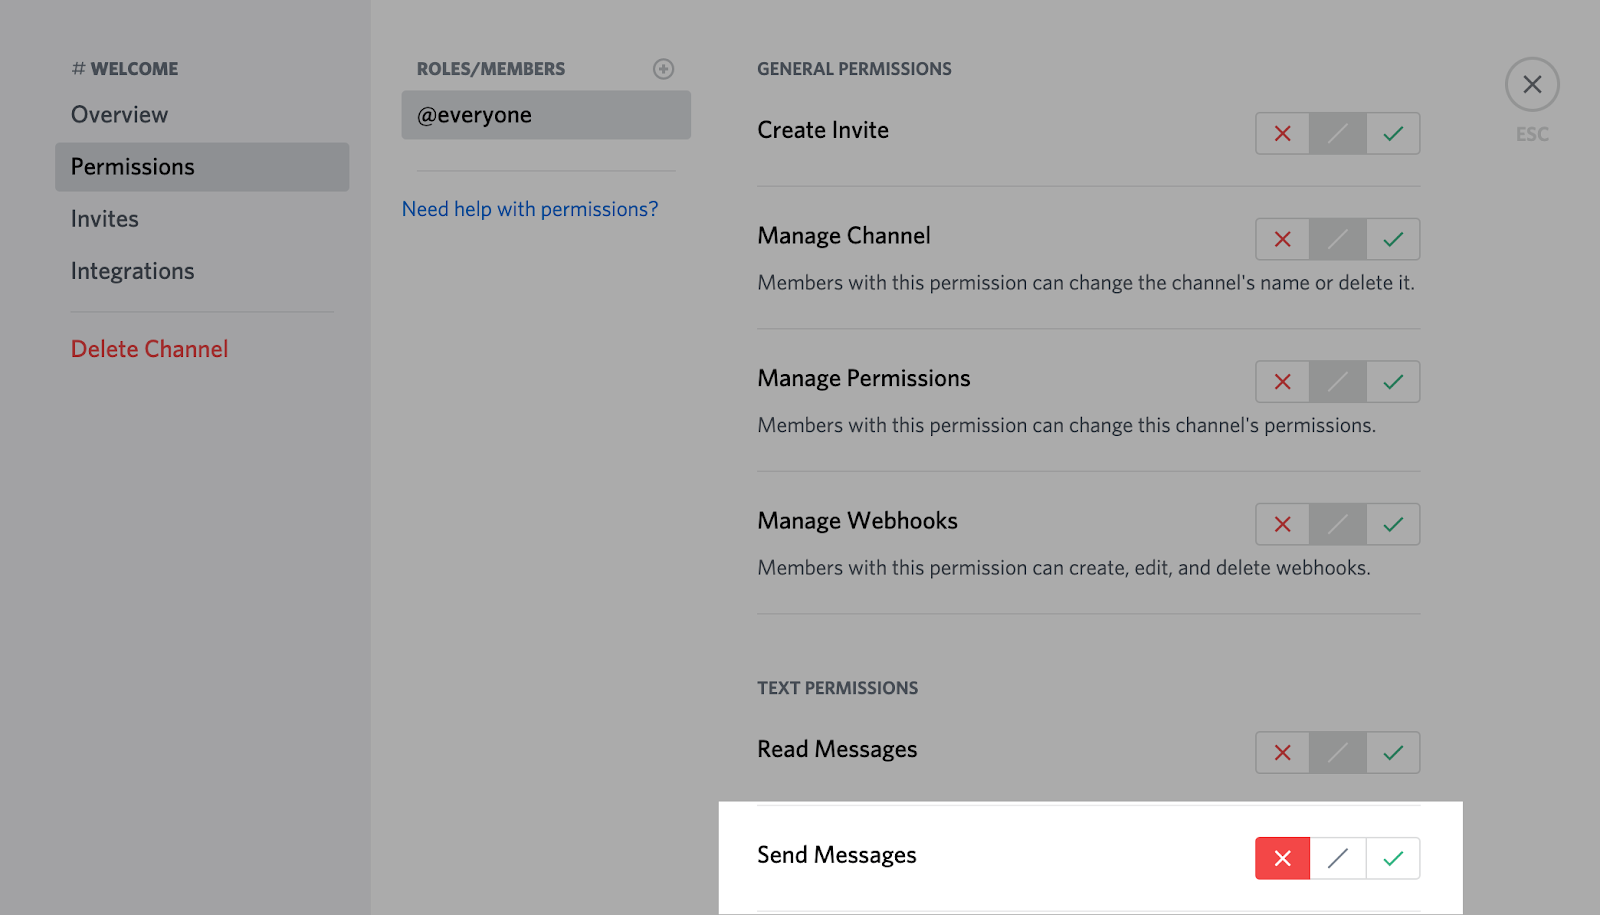 # WELCOME
Overview
Permissions
Invites
Integrations
Delete Channel
ROLES/MEMBERS
@everyone
Need help with permissions?
GENERAL PERMISSIONS
Create Invite
Manage Channel
Members with this permission can change the channel's name or delete it.
Manage Permissions
Members with this permission can change this channel's permissions.
Manage Webhooks
Members with this permission can create, edit, and delete webhooks.
TEXT PERMISSIONS
Read Messages
Send Messages
ESC